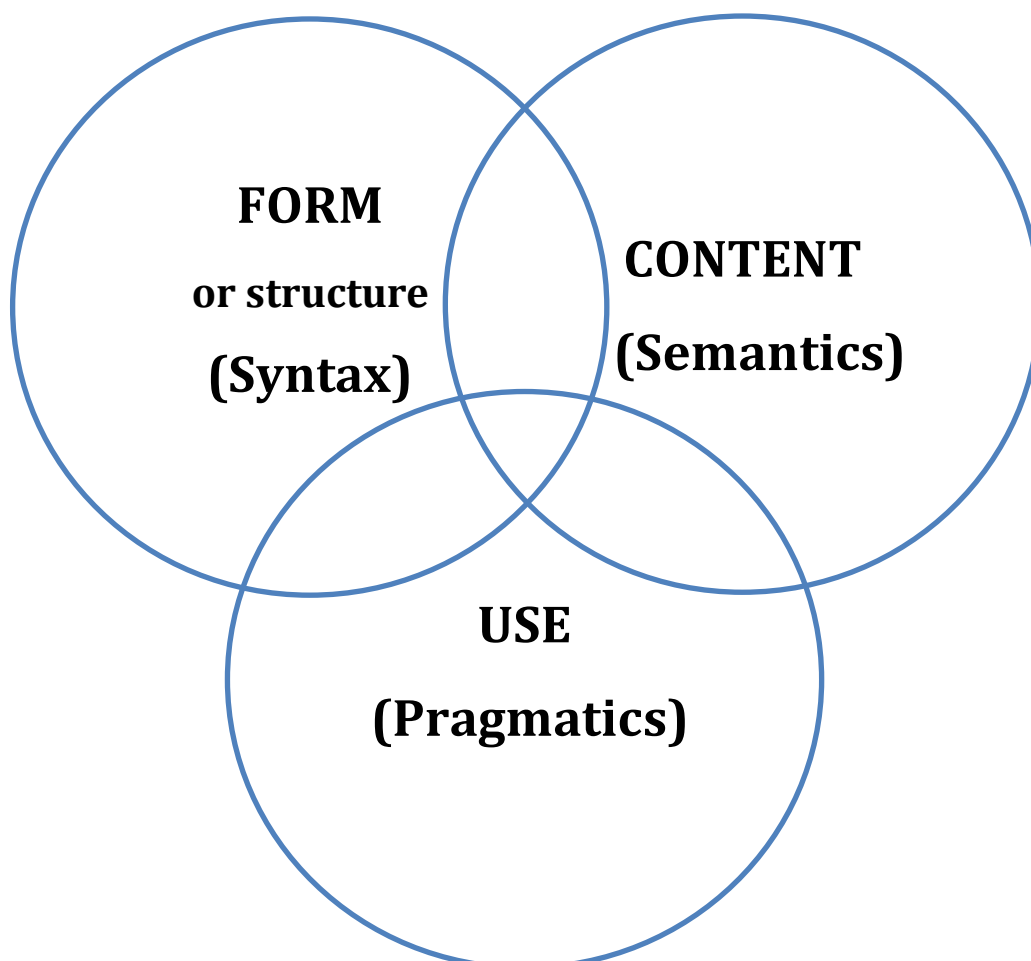 FORM
or structure
(Syntax)
CONTENT
(Semantics)
USE
(Pragmatics)